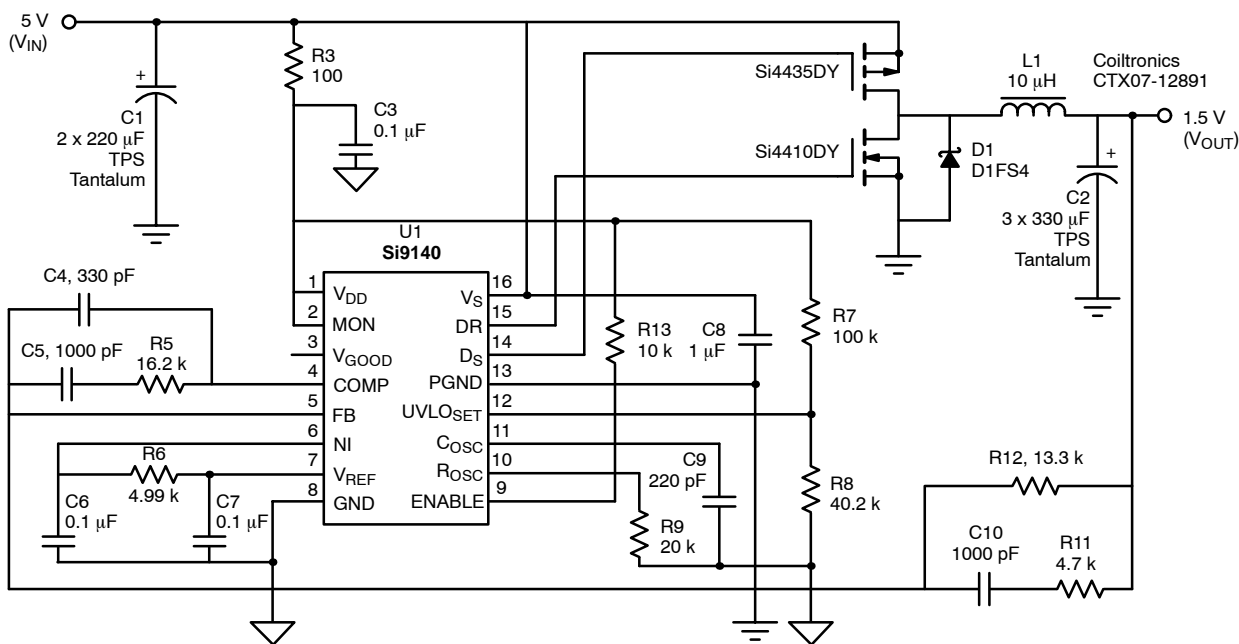 5 V
(VIN)
R3
100
+
C1
2 x 220 μF
TPS
Tantalum
C3
0.1 μF
Si4435DY
Si4410DY
L1
10 μH
Coiltronics
CTX07-12891
1.5 V
(VOUT)
D1
D1FS4
+
C2
3 x 330 μF
TPS
Tantalum
U1
Si9140
1
VDD
2
MON
3
VGOOD
4
COMP
5
FB
6
NI
7
VREF
8
GND
16
VS
15
DR
14
DS
13
PGND
12
UVLOSET
11
COSC
10
ROSC
9
ENABLE
C4, 330 pF
C5, 1000 pF
R5
16.2 k
R6
4.99 k
C6
0.1 μF
C7
0.1 μF
R13
10 k
C8
1 μF
R7
100 k
C9
220 pF
R9
20 k
R8
40.2 k
R12, 13.3 k
C10
1000 pF
R11
4.7 k